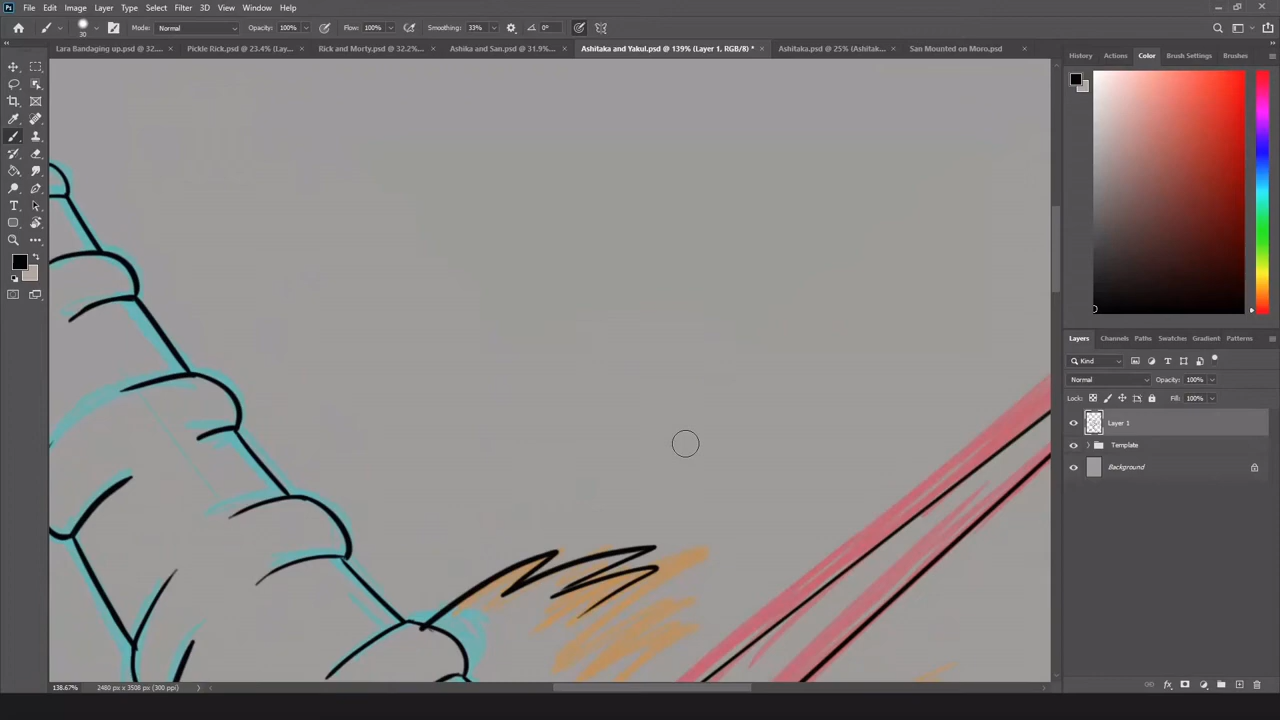 File Edit Image Layer Type Select Filter 3D View Window Help
30 Mode: Normal Opacity: 100% Flow: 100% Smoothing: 33% 0°
Lara Bandaging up.psd @ 32.... × Pickle Rick.psd @ 23.4% (Lay... × Rick and Morty.psd @ 32.2%... × Ashika and San.psd @ 31.9%... × Ashitaka and Yakul.psd @ 139% (Layer 1, RGB/8) * × Ashitaka.psd @ 25% (Ashitak... × San Mounted on Moro.psd ×
History Actions Color Brush Settings Brushes
Layers Channels Paths Swatches Gradient Patterns
Kind
Normal Opacity: 100%
Lock: Fill: 100%
Layer 1
Template
Background
138.67% 2480 px x 3508 px (300 ppi)